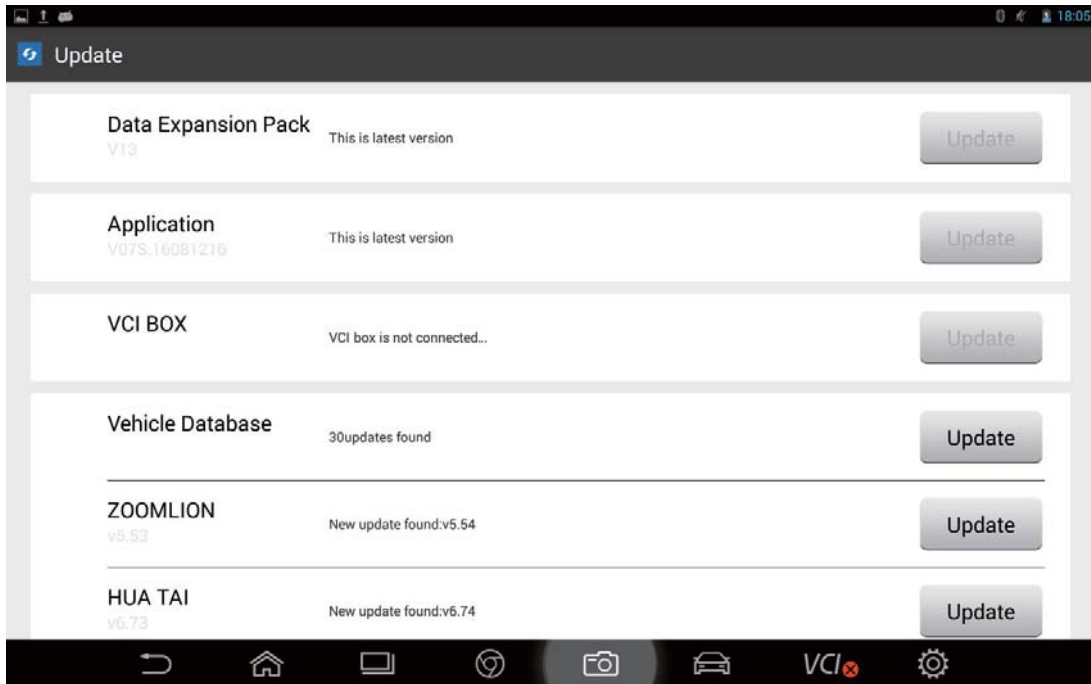 18:05
Update
Data Expansion Pack
This is latest version
Update
V13
Application
This is latest version
Update
V07S.16081216
VCI BOX
VCI box is not connected...
Update
Vehicle Database
30updates found
Update
ZOOMLION
New update found:v5.54
Update
v5.53
HUA TAI
New update found:v6.74
Update
v6.73
VCI